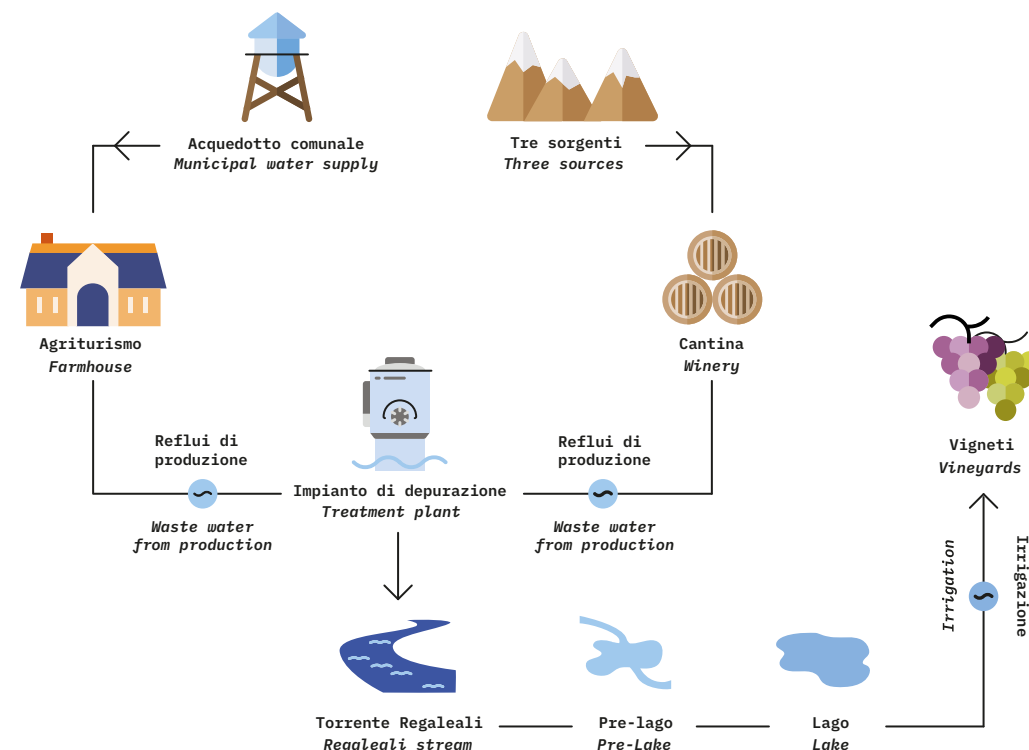 Acquedotto comunale
Municipal water supply
Tre sorgenti
Three sources
Agriturismo
Farmhouse
Cantina
Winery
Reflui di
produzione
Waste water
from production
Impianto di depurazione
Treatment plant
Reflui di
produzione
Waste water
from production
Vigneti
Vineyards
Irrigation
Irrigazione
Torrente Regaleali
Regaleali stream
Pre-lago
Pre-Lake
Lago
Lake